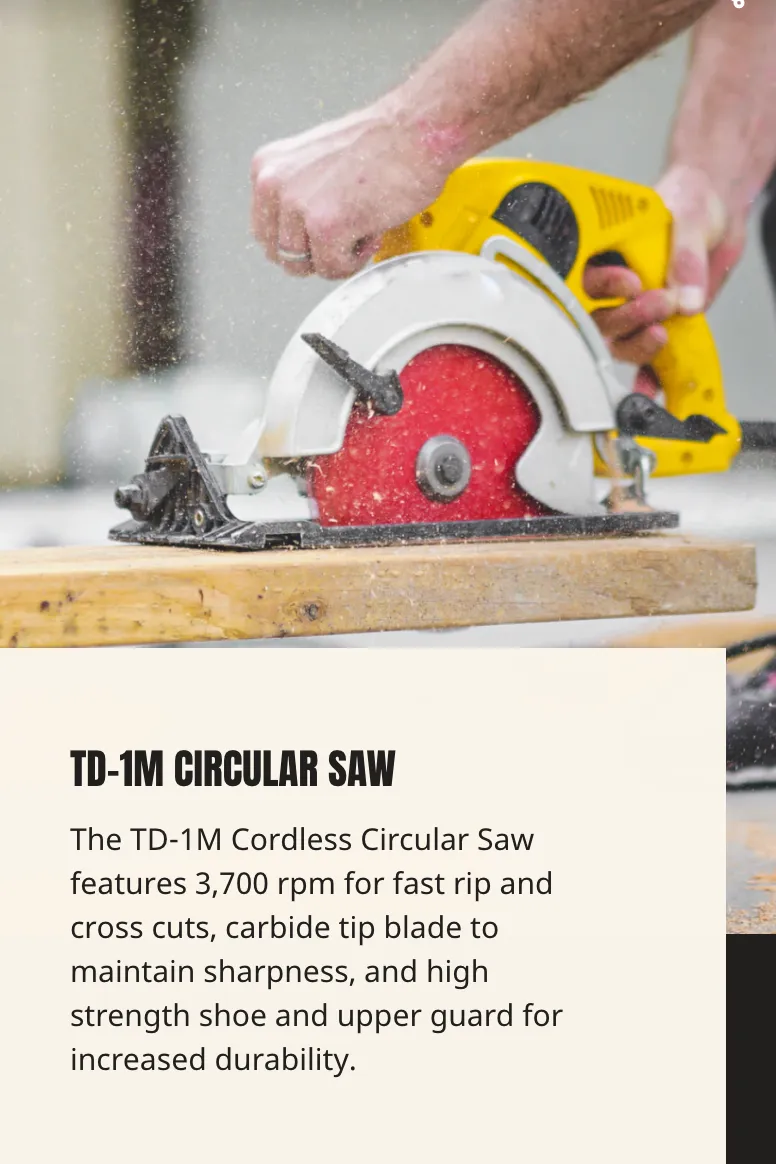 TD-1M CIRCULAR SAW
The TD-1M Cordless Circular Saw
features 3,700 rpm for fast rip and
cross cuts, carbide tip blade to
maintain sharpness, and high
strength shoe and upper guard for
increased durability.